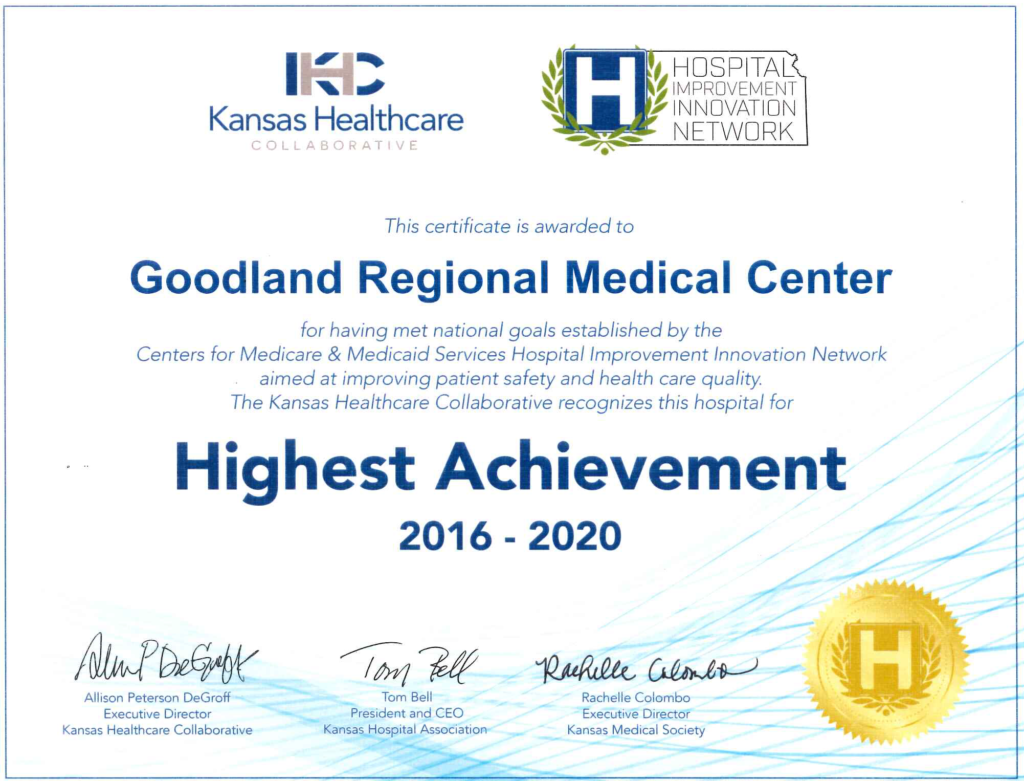 KHC
Kansas Healthcare
COLLABORATIVE
H
HOSPITAL
IMPROVEMENT
INNOVATION
NETWORK
This certificate is awarded to
Goodland Regional Medical Center
for having met national goals established by the
Centers for Medicare & Medicaid Services Hospital Improvement Innovation Network
aimed at improving patient safety and health care quality.
The Kansas Healthcare Collaborative recognizes this hospital for
Highest Achievement
2016 - 2020
H
Tom Bell
Rachelle Colombo
Allison Peterson DeGroff
Executive Director
Kansas Healthcare Collaborative
Tom Bell
President and CEO
Kansas Hospital Association
Rachelle Colombo
Executive Director
Kansas Medical Society